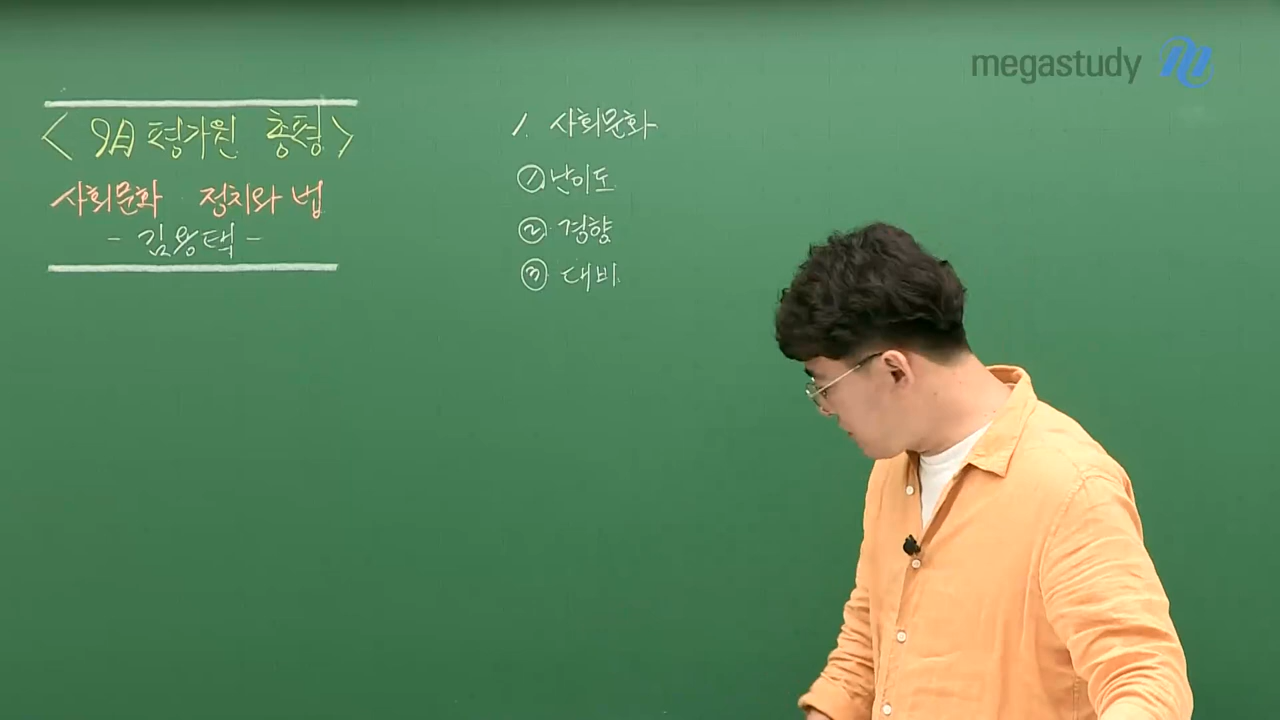 megastudy
<9月 평가원 총평>
사회문화 정치와 법
- 김용택 -
1. 사회문화
① 난이도
② 경향
③ 대비